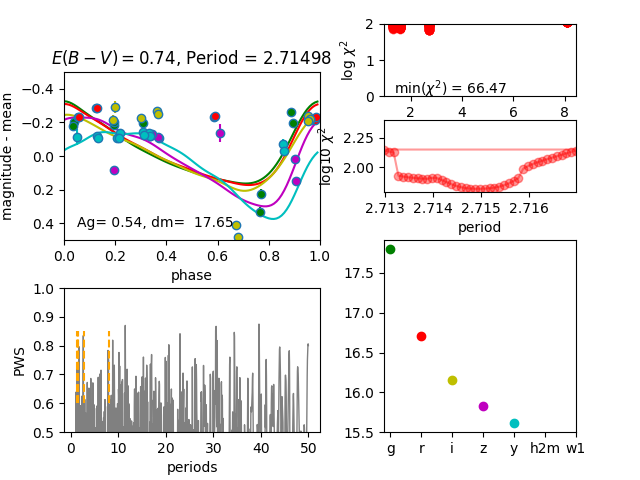 E(B − V) = 0.74, Period = 2.71498
magnitude - mean
−0.4
−0.2
0.0
0.2
0.4
Ag= 0.54, dm=  17.65
0.0 0.2 0.4 0.6 0.8 1.0
phase
log χ²
2
1
0
min(χ²) = 66.47
2 4 6 8
log10 χ²
2.25
2.00
2.713 2.714 2.715 2.716
period
PWS
1.0
0.9
0.8
0.7
0.6
0.5
0 10 20 30 40 50
periods
17.5
17.0
16.5
16.0
15.5
g r i z y h2m w1